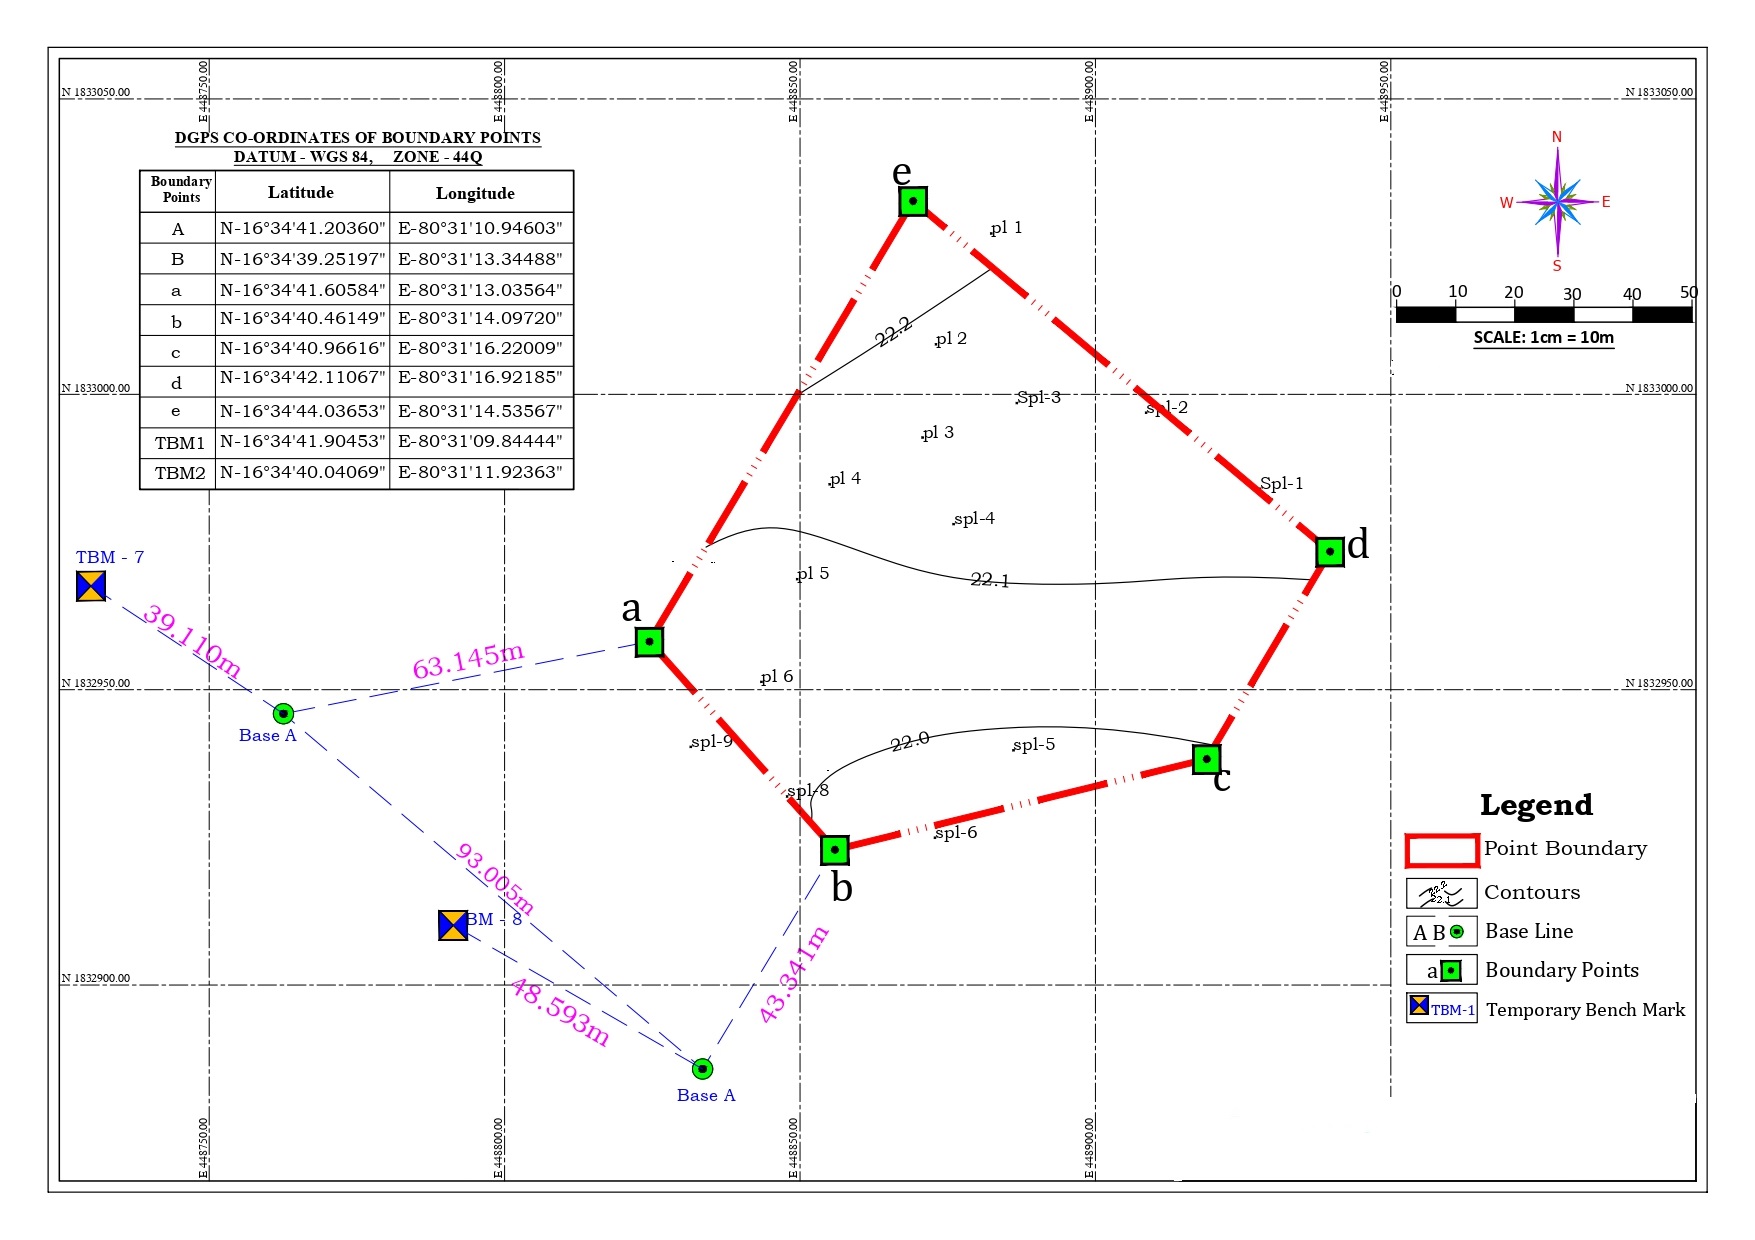 E 448750.00
E 448800.00
E 448850.00
E 448900.00
E 448950.00
N 1833050.00
N 1833050.00
DGPS CO-ORDINATES OF BOUNDARY POINTS
DATUM - WGS 84, ZONE - 44Q
Boundary Points Latitude Longitude
A N-16°34'41.20360" E-80°31'10.94603"
B N-16°34'39.25197" E-80°31'13.34488"
a N-16°34'41.60584" E-80°31'13.03564"
b N-16°34'40.46149" E-80°31'14.09720"
c N-16°34'40.96616" E-80°31'16.22009"
d N-16°34'42.11067" E-80°31'16.92185"
e N-16°34'44.03653" E-80°31'14.53567"
TBM1 N-16°34'41.90453" E-80°31'09.84444"
TBM2 N-16°34'40.04069" E-80°31'11.92363"
N
W E
S
0 10 20 30 40 50
SCALE: 1cm = 10m
e
pl 1
22.2
pl 2
N 1833000.00
N 1833000.00
Spl-3
spl-2
pl 3
pl 4
Spl-1
spl-4
d
TBM - 7
pl 5
22.1
39.110m
a
63.145m
pl 6
N 1832950.00
N 1832950.00
Base A
spl-9
22.0
spl-5
spl-8
c
spl-6
b
93.005m
BM - 8
43.341m
N 1832900.00
48.593m
Base A
Legend
Point Boundary
22.2
22.1
Contours
A B
Base Line
a
Boundary Points
TBM-1
Temporary Bench Mark
E 448750.00
E 448800.00
E 448850.00
E 448900.00